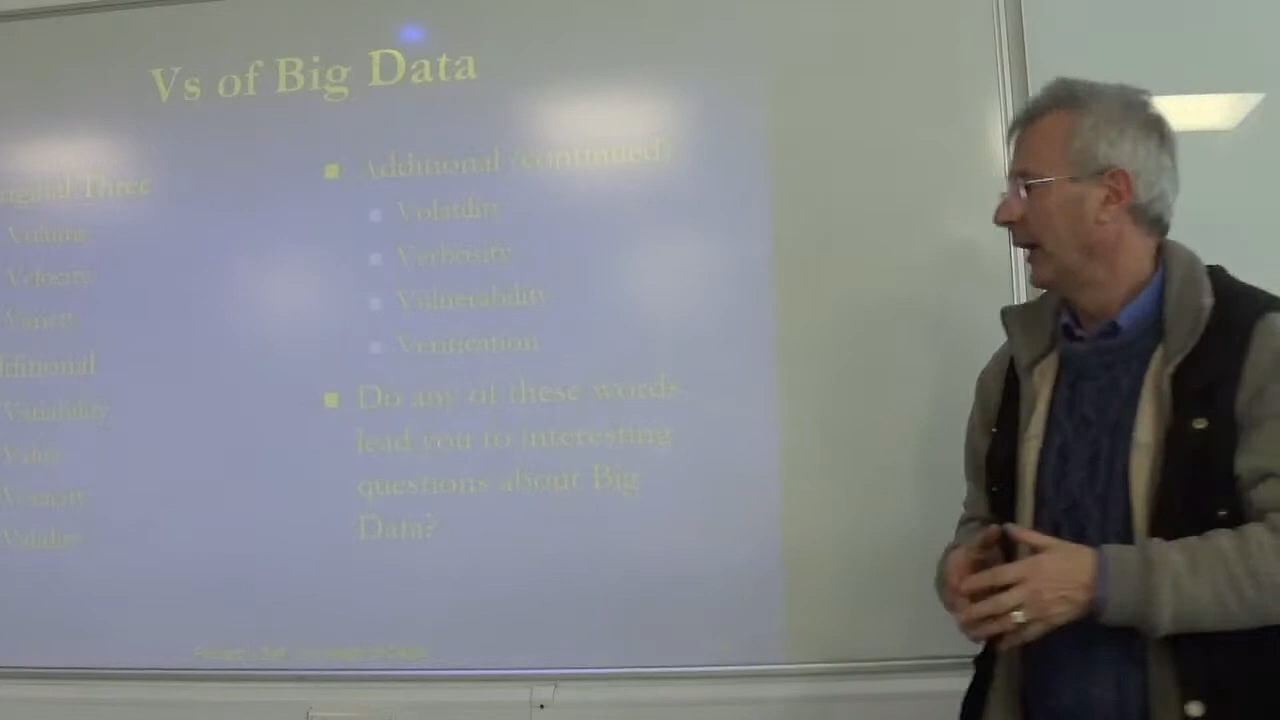 Vs of Big Data
Three
Volume
Velocity
Variety
Additional
Variability
Value
Veracity
Validity
Additional (continued)
Volatility
Verbosity
Vulnerability
Verification
Do any of these words
lead you to interesting
questions about Big
Data?